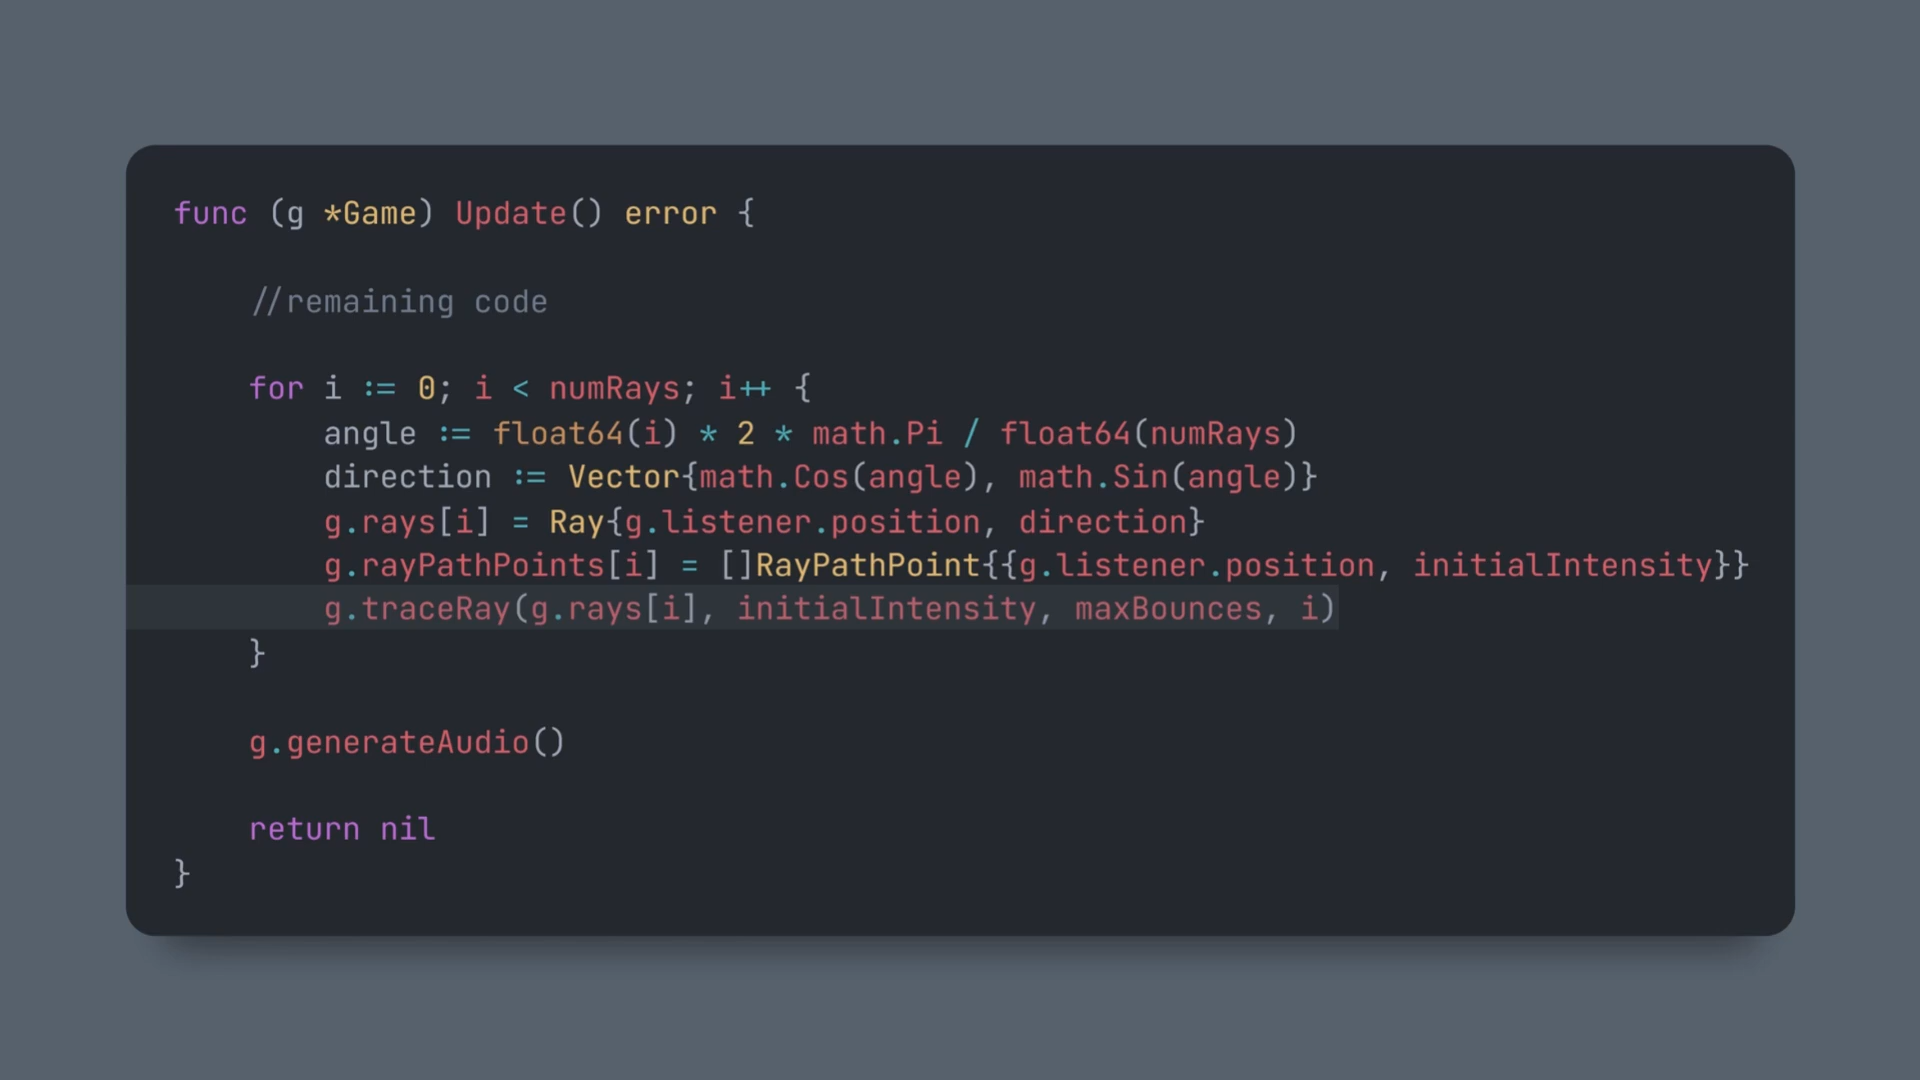 func (g *Game) Update() error {
//remaining code
for i := 0; i < numRays; i++ {
angle := float64(i) * 2 * math.Pi / float64(numRays)
direction := Vector{math.Cos(angle), math.Sin(angle)}
g.rays[i] = Ray{g.listener.position, direction}
g.rayPathPoints[i] = []RayPathPoint{{g.listener.position, initialIntensity}}
g.traceRay(g.rays[i], initialIntensity, maxBounces, i)
}
g.generateAudio()
return nil
}